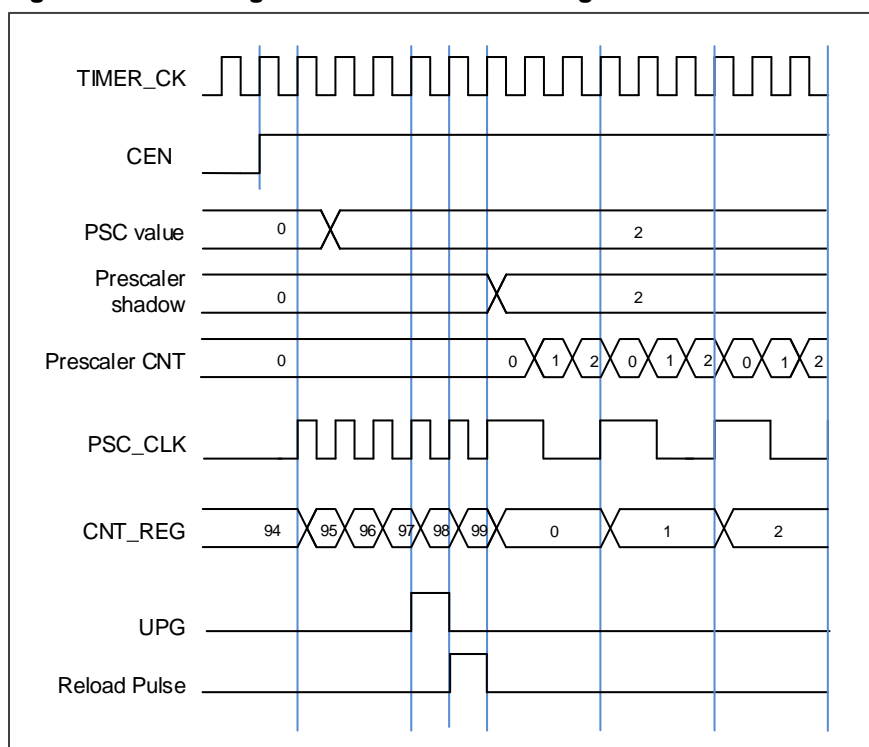 TIMER_CK
CEN
PSC value 0 2
Prescaler
shadow 0 2
Prescaler CNT 0 0 1 2 0 1 2 0 1 2
PSC_CLK
CNT_REG 94 95 96 97 98 99 0 1 2
UPG
Reload Pulse